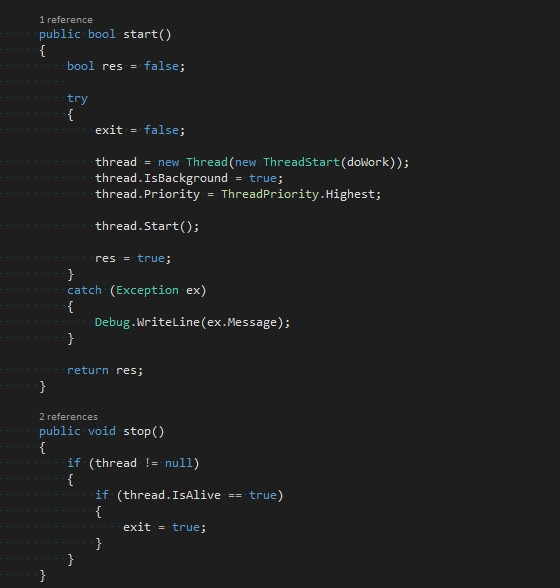 1 reference
public bool start()
{
    bool res = false;

    try
    {
        exit = false;

        thread = new Thread(new ThreadStart(doWork));
        thread.IsBackground = true;
        thread.Priority = ThreadPriority.Highest;

        thread.Start();

        res = true;
    }
    catch (Exception ex)
    {
        Debug.WriteLine(ex.Message);
    }

    return res;
}

2 references
public void stop()
{
    if (thread != null)
    {
        if (thread.IsAlive == true)
        {
            exit = true;
        }
    }
}